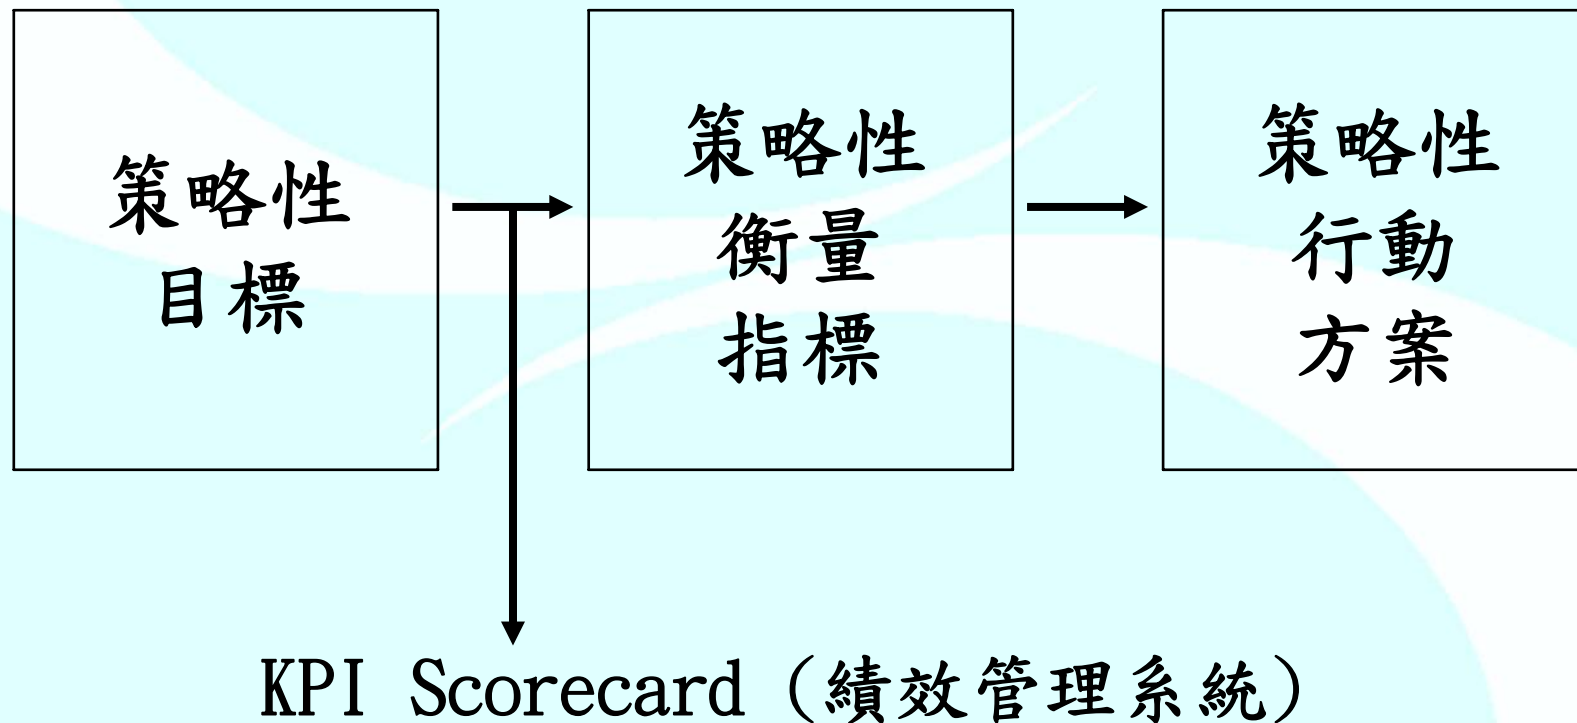 策略性
目標
策略性
衡量
指標
策略性
行動
方案
KPI Scorecard (績效管理系統)